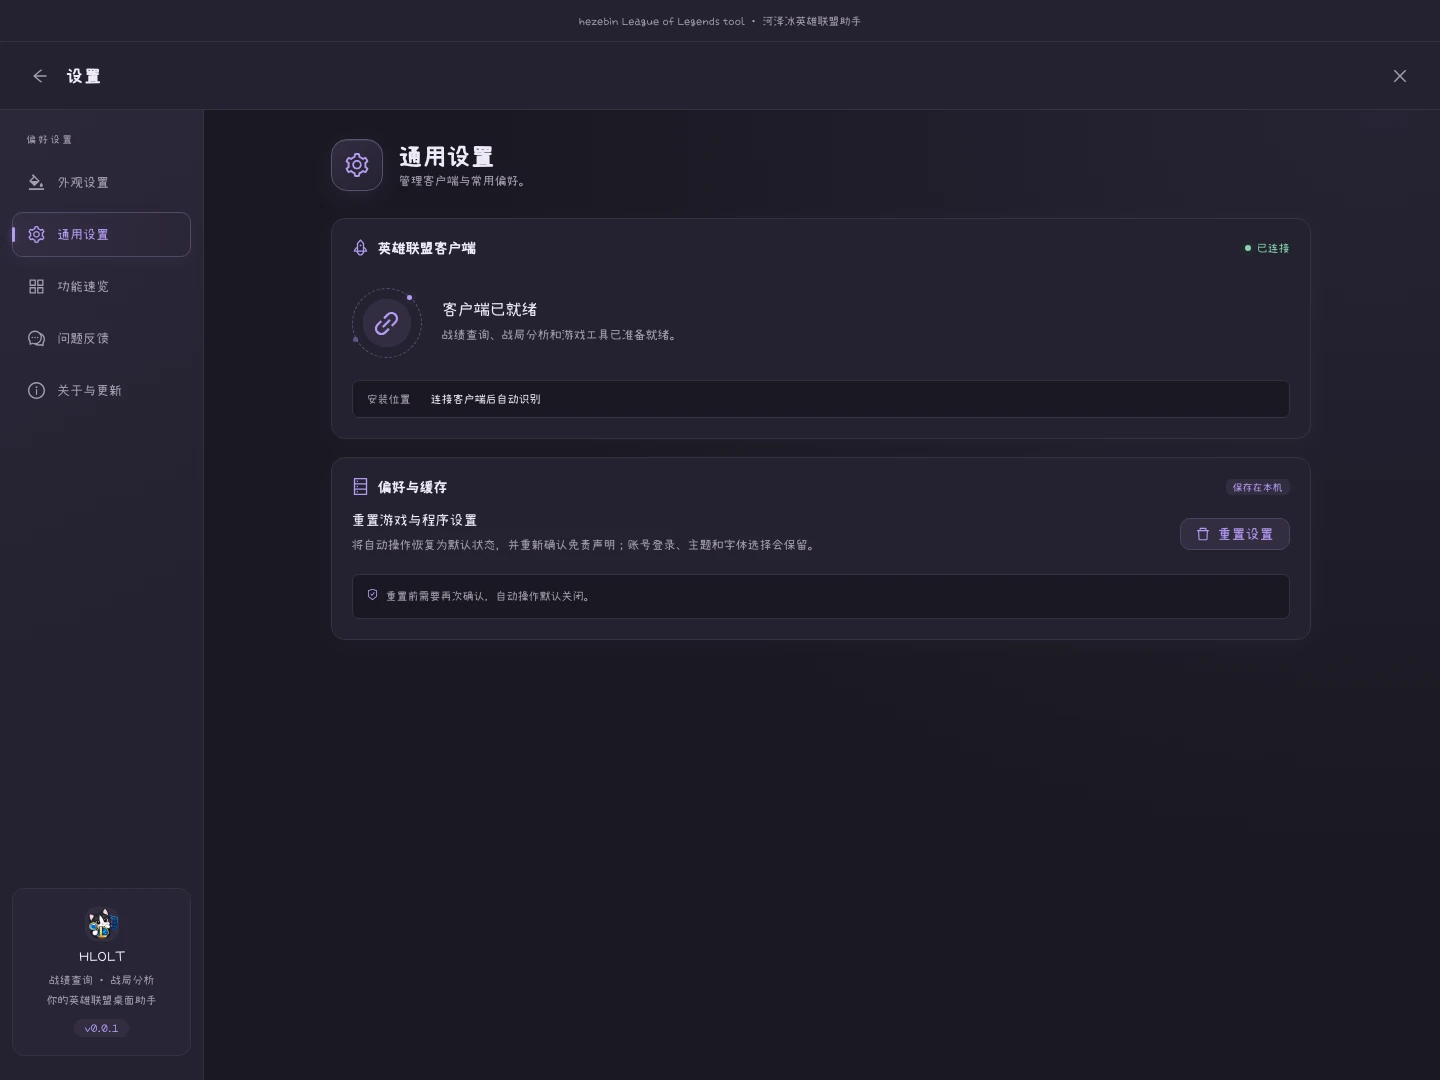 hezebin League of Legends tool · 菏泽冰英雄联盟助手
设置
偏好设置
外观设置
通用设置
功能速览
问题反馈
关于与更新
通用设置
管理客户端与常用偏好。
英雄联盟客户端
已连接
客户端已就绪
战绩查询、战局分析和游戏工具已准备就绪。
安装位置 连接客户端后自动识别
偏好与缓存
保存在本机
重置游戏与程序设置
将自动操作恢复为默认状态，并重新确认免责声明；账号登录、主题和字体选择会保留。
重置设置
重置前需要再次确认，自动操作默认关闭。
HLOLT
战绩查询 · 战局分析
你的英雄联盟桌面助手
v0.0.1